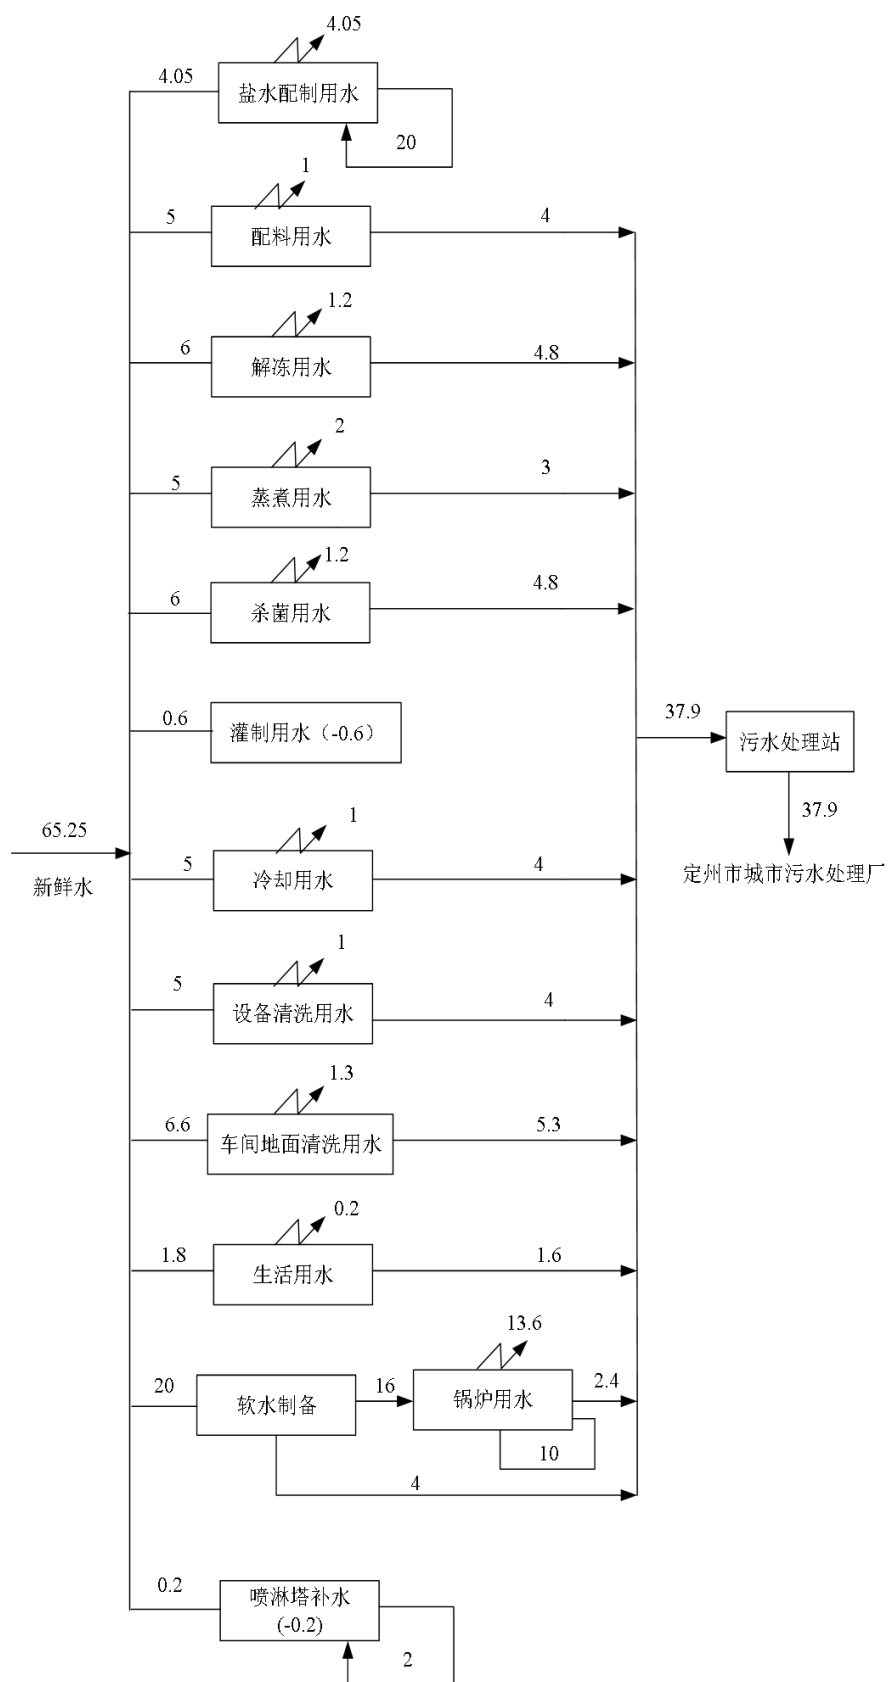 4.05
4.05
盐水配制用水
20
1
5
配料用水
4
1.2
6
解冻用水
4.8
2
5
蒸煮用水
3
1.2
6
杀菌用水
4.8
0.6
灌制用水（-0.6）
37.9
污水处理站
37.9
定州市城市污水处理厂
65.25
新鲜水
1
5
冷却用水
4
1
5
设备清洗用水
4
1.3
6.6
车间地面清洗用水
5.3
0.2
1.8
生活用水
1.6
13.6
20
软水制备
16
锅炉用水
2.4
10
4
0.2
喷淋塔补水
(-0.2)
2